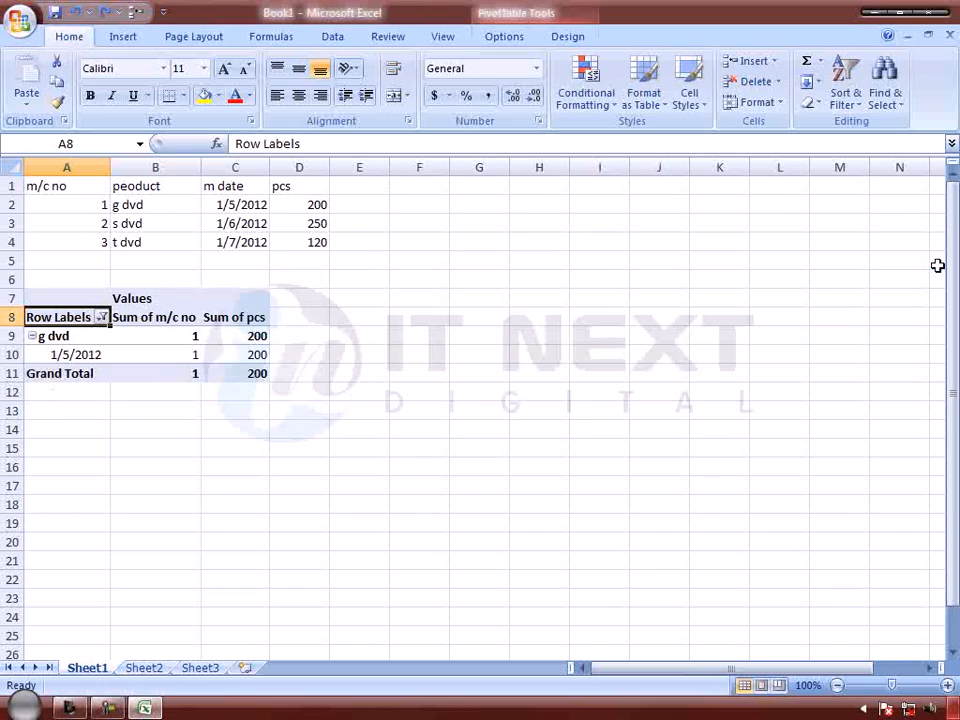 Book1 - Microsoft Excel
PivotTable Tools
Home Insert Page Layout Formulas Data Review View Options Design
Paste
Calibri 11
General
Conditional Formatting
Format as Table
Cell Styles
Insert
Delete
Format
Sort & Filter
Find & Select
Clipboard Font Alignment Number Styles Cells Editing
A8 fx Row Labels
A B C D E F G H I J K L M N
1 m/c no peoduct m date pcs
2 1 g dvd 1/5/2012 200
3 2 s dvd 1/6/2012 250
4 3 t dvd 1/7/2012 120
5
6
7 Values
8 Row Labels Sum of m/c no Sum of pcs
9 g dvd 1 200
10 1/5/2012 1 200
11 Grand Total 1 200
12
13
14
15
16
17
18
19
20
21
22
23
24
25
26
IT NEXT
DIGITAL
Sheet1 Sheet2 Sheet3
Ready 100%